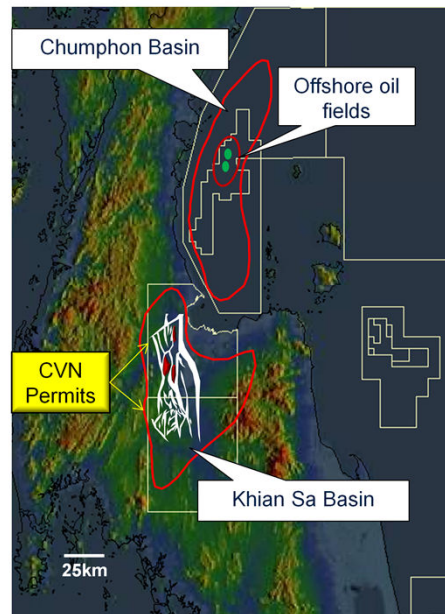 Chumphon Basin
Offshore oil
fields
CVN
Permits
Khian Sa Basin
25km